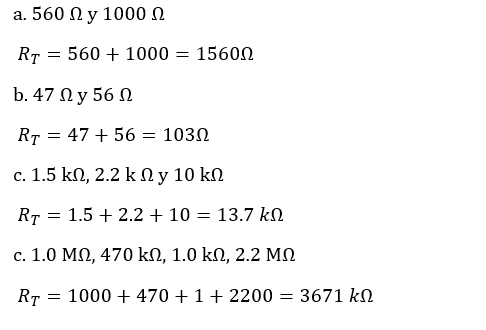 a. 560 Ω y 1000 Ω
R_T = 560 + 1000 = 1560Ω
b. 47 Ω y 56 Ω
R_T = 47 + 56 = 103Ω
c. 1.5 kΩ, 2.2 k Ω y 10 kΩ
R_T = 1.5 + 2.2 + 10 = 13.7 kΩ
c. 1.0 MΩ, 470 kΩ, 1.0 kΩ, 2.2 MΩ
R_T = 1000 + 470 + 1 + 2200 = 3671 kΩ